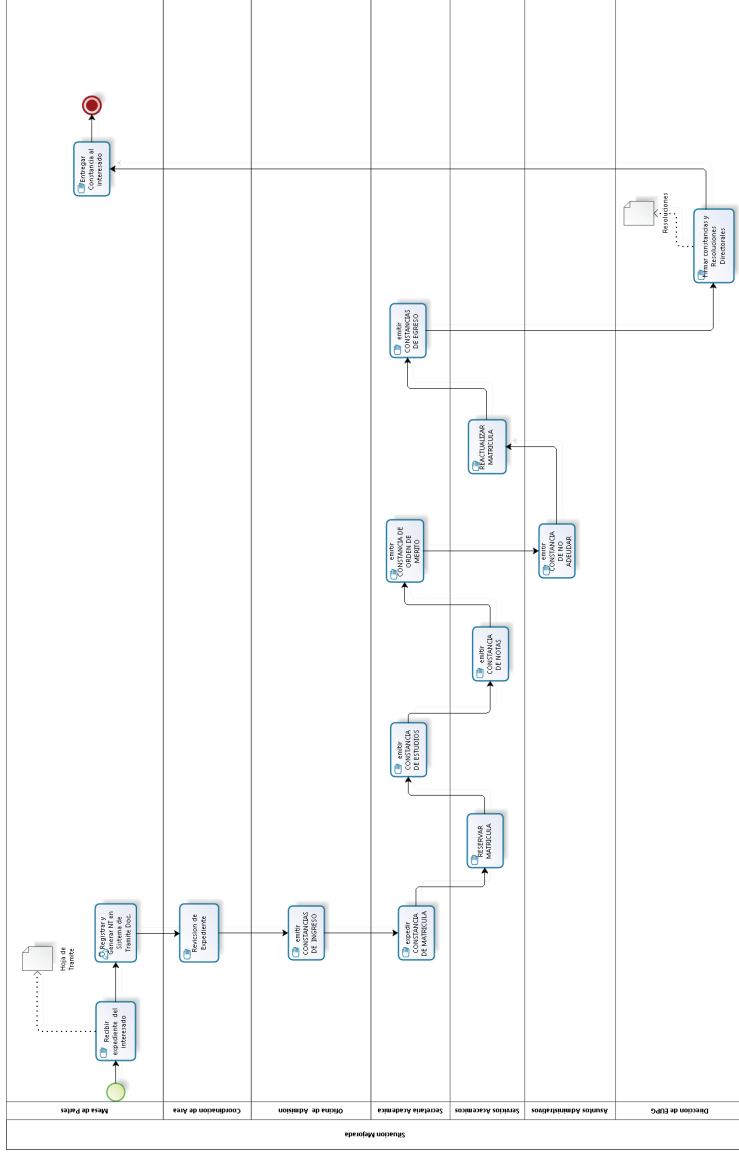 Entregar
Constancia al
interesado
Resoluciones
Firmar constancias y
Resoluciones
Directorales
emitir
CONSTANCIAS
DE EGRESO
REACTUALIZAR
MATRICULA
emitir
CONSTANCIA DE
ORDEN DE
MERITO
emitir
CONSTANCIA
DE NO
ADEUDAR
emitir
CONSTANCIA
DE NOTAS
emitir
CONSTANCIA
DE ESTUDIOS
RESERVAR
MATRICULA
Registrar y
Generar NT en
Sistema de
Tramite Doc.
Revicsion de
Expediente
emitir
CONSTANCIAS
DE INGRESO
expedir
CONSTANCIA
DE MATRICULA
Hoja de
Tramite
Recibir
expediente del
interesado
Mesa de Partes
Coordinacion de Area
Oficina de Admision
Secretaria Academica
Servicios Academicos
Asuntos Administrativos
Direccion de EUPG
Situacion Mejorada